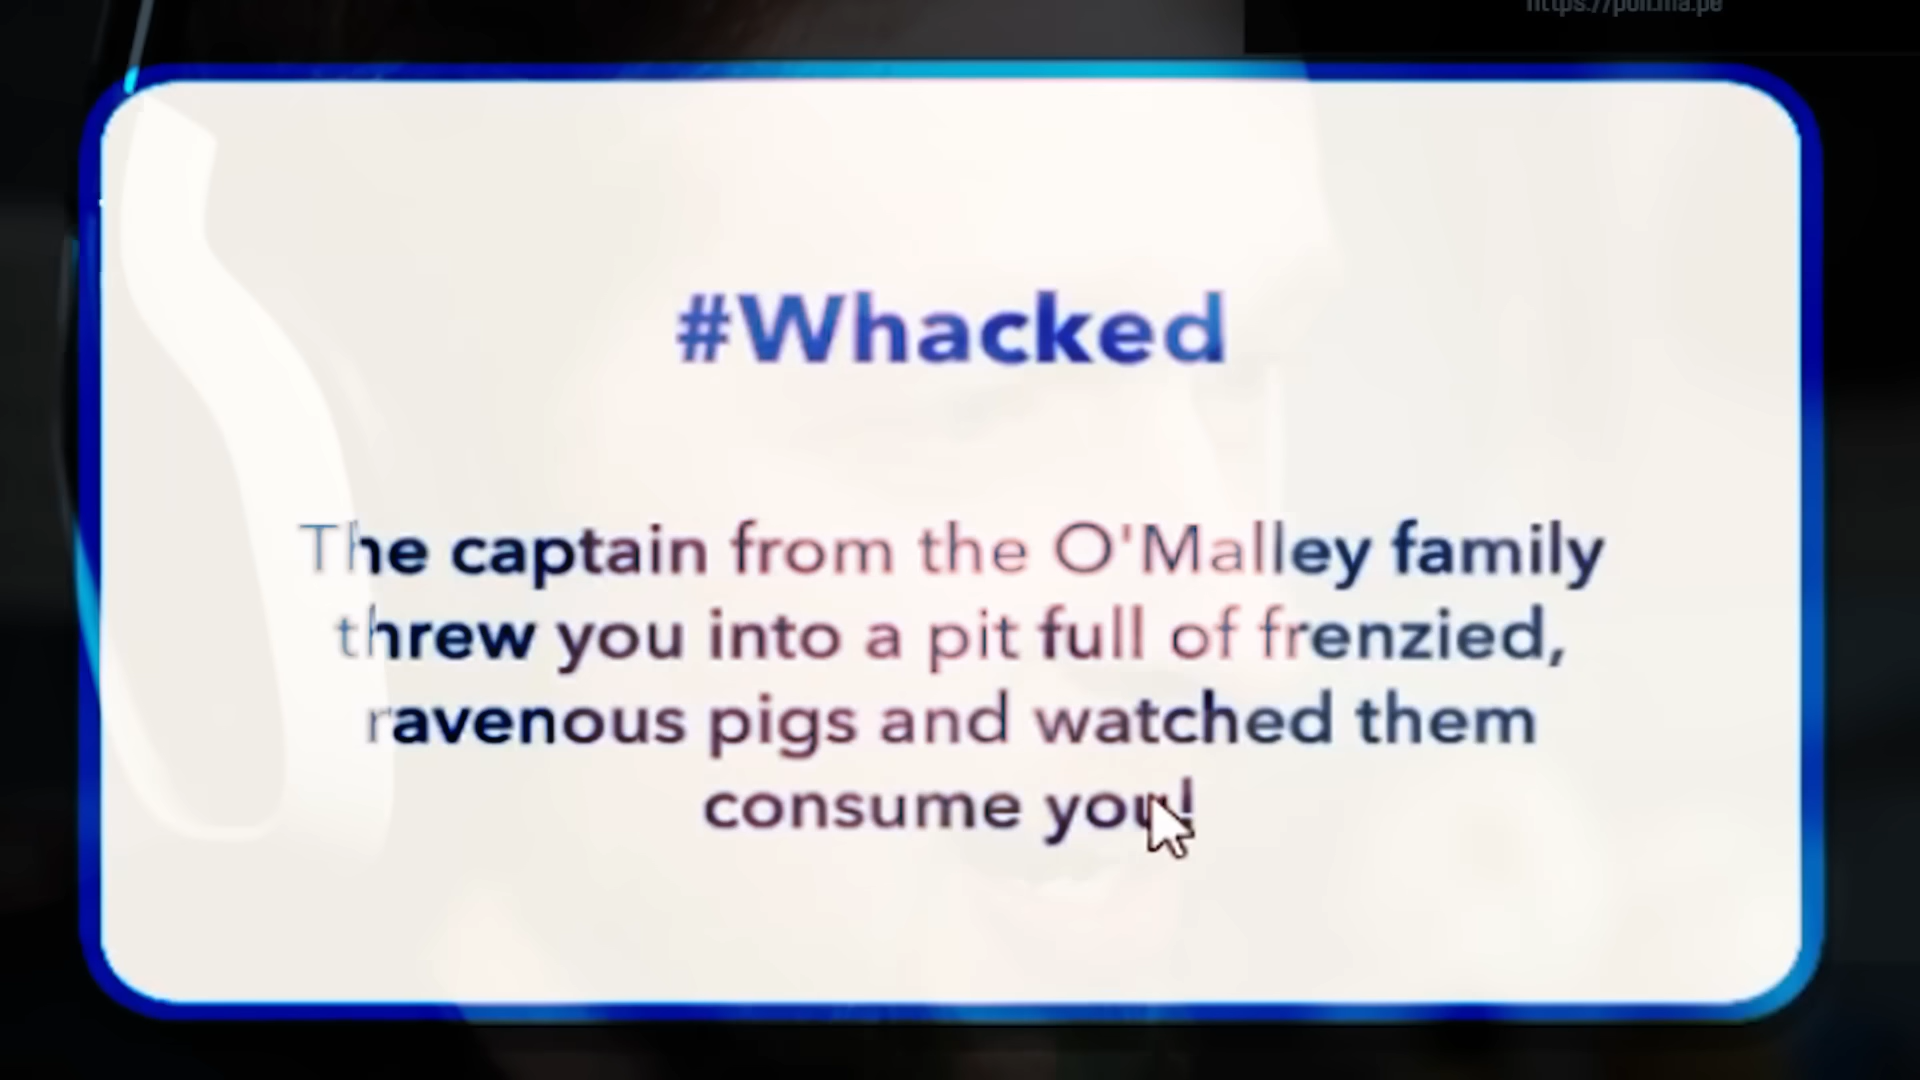 #Whacked
The captain from the O'Malley family
threw you into a pit full of frenzied,
ravenous pigs and watched them
consume you!